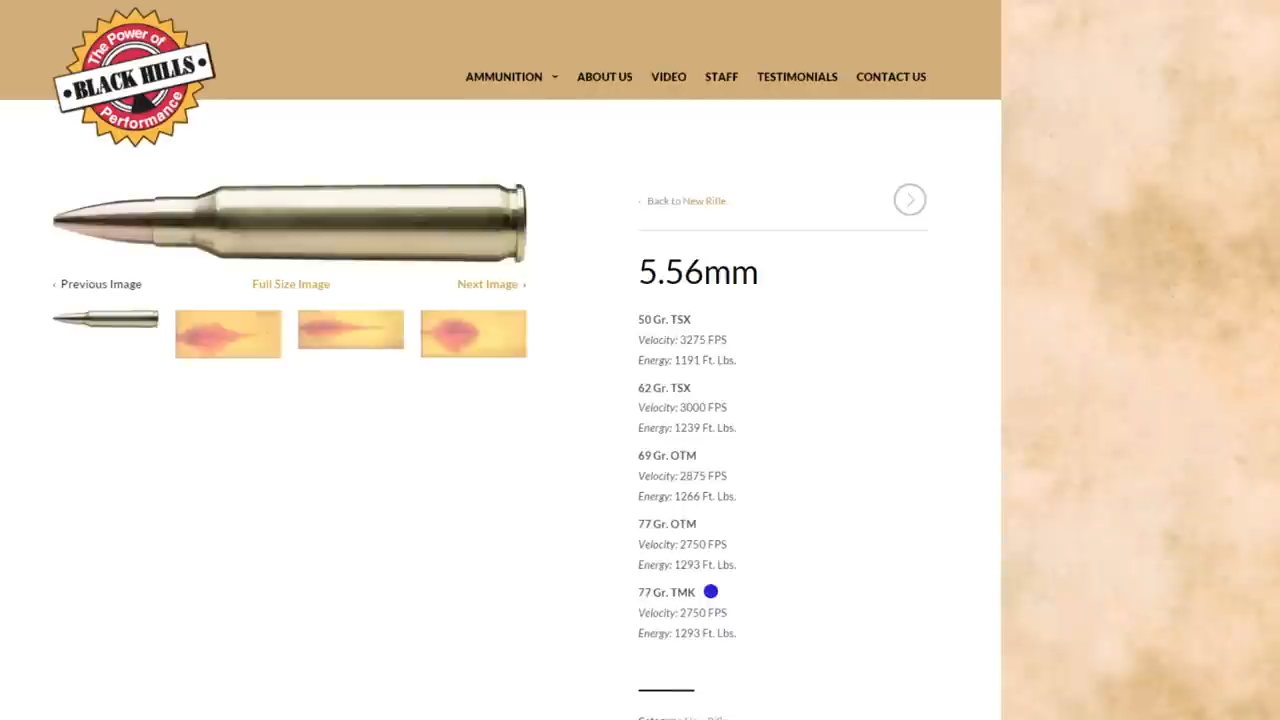 The Power of
• BLACK HILLS •
Performance
AMMUNITION ABOUT US VIDEO STAFF TESTIMONIALS CONTACT US
‹ Back to New Rifle
5.56mm
‹ Previous Image Full Size Image Next Image ›
50 Gr. TSX
Velocity: 3275 FPS
Energy: 1191 Ft. Lbs.
62 Gr. TSX
Velocity: 3000 FPS
Energy: 1239 Ft. Lbs.
69 Gr. OTM
Velocity: 2875 FPS
Energy: 1266 Ft. Lbs.
77 Gr. OTM
Velocity: 2750 FPS
Energy: 1293 Ft. Lbs.
77 Gr. TMK
Velocity: 2750 FPS
Energy: 1293 Ft. Lbs.